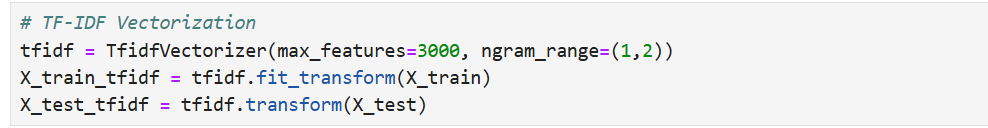 # TF-IDF Vectorization
tfidf = TfidfVectorizer(max_features=3000, ngram_range=(1,2))
X_train_tfidf = tfidf.fit_transform(X_train)
X_test_tfidf = tfidf.transform(X_test)